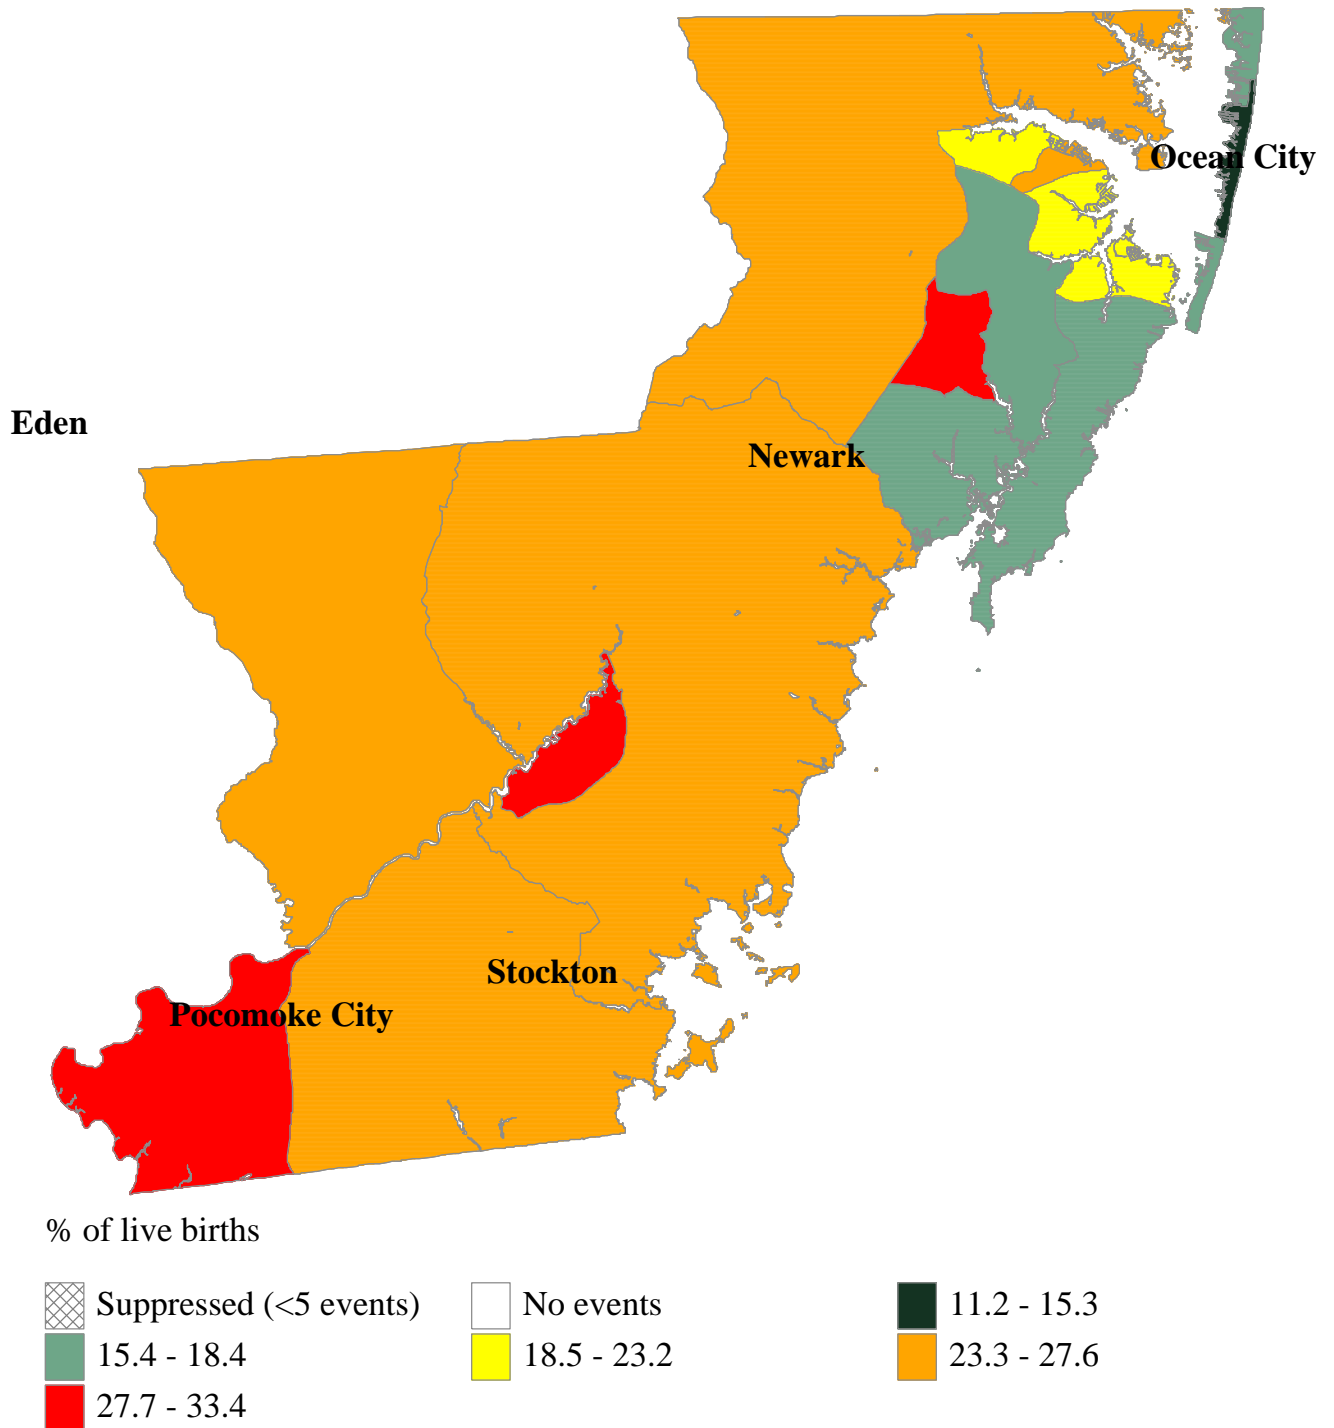 Ocean City
Eden
Newark
Stockton
Pocomoke City
% of live births
Suppressed (<5 events)
No events
11.2 - 15.3
15.4 - 18.4
18.5 - 23.2
23.3 - 27.6
27.7 - 33.4